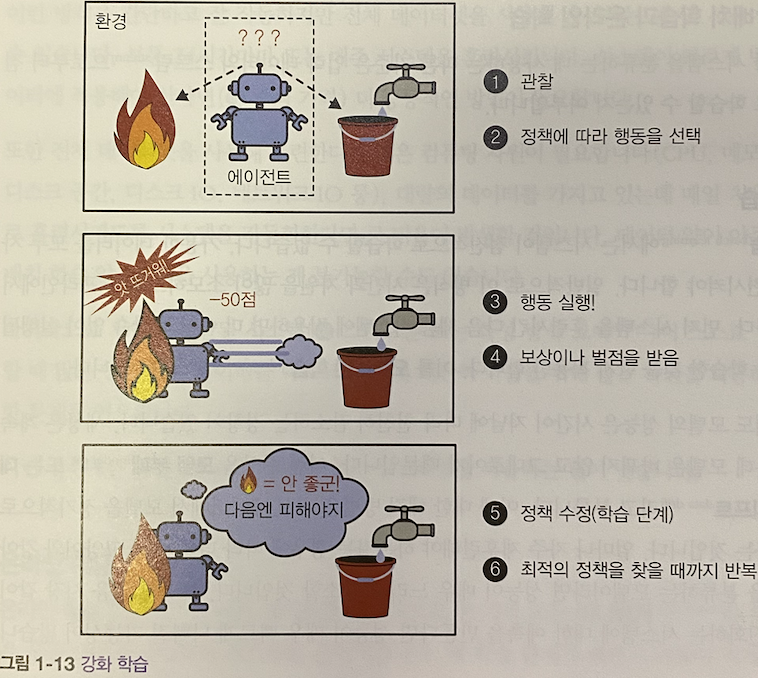 환경
? ? ?
에이전트
1 관찰
2 정책에 따라 행동을 선택
앗 뜨거워!
-50점
3 행동 실행!
4 보상이나 벌점을 받음
= 안 좋군!
다음엔 피해야지
5 정책 수정(학습 단계)
6 최적의 정책을 찾을 때까지 반복
그림 1-13 강화 학습